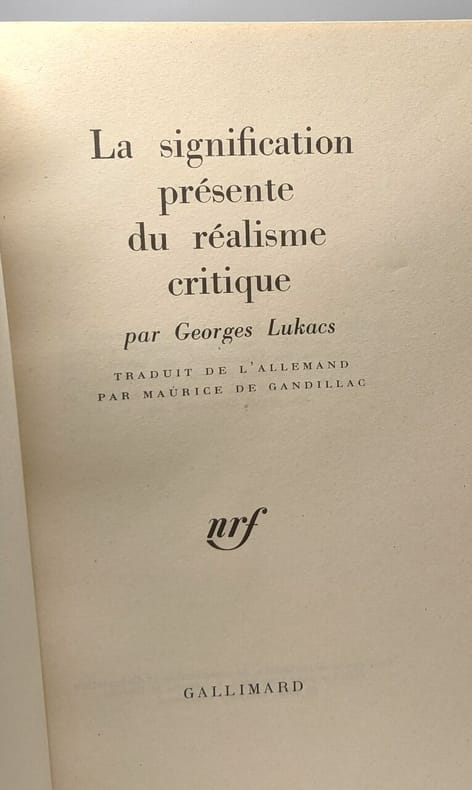 La signification
présente
du réalisme
critique
par Georges Lukacs
TRADUIT DE L'ALLEMAND
PAR MAURICE DE GANDILLAC
nrf
GALLIMARD